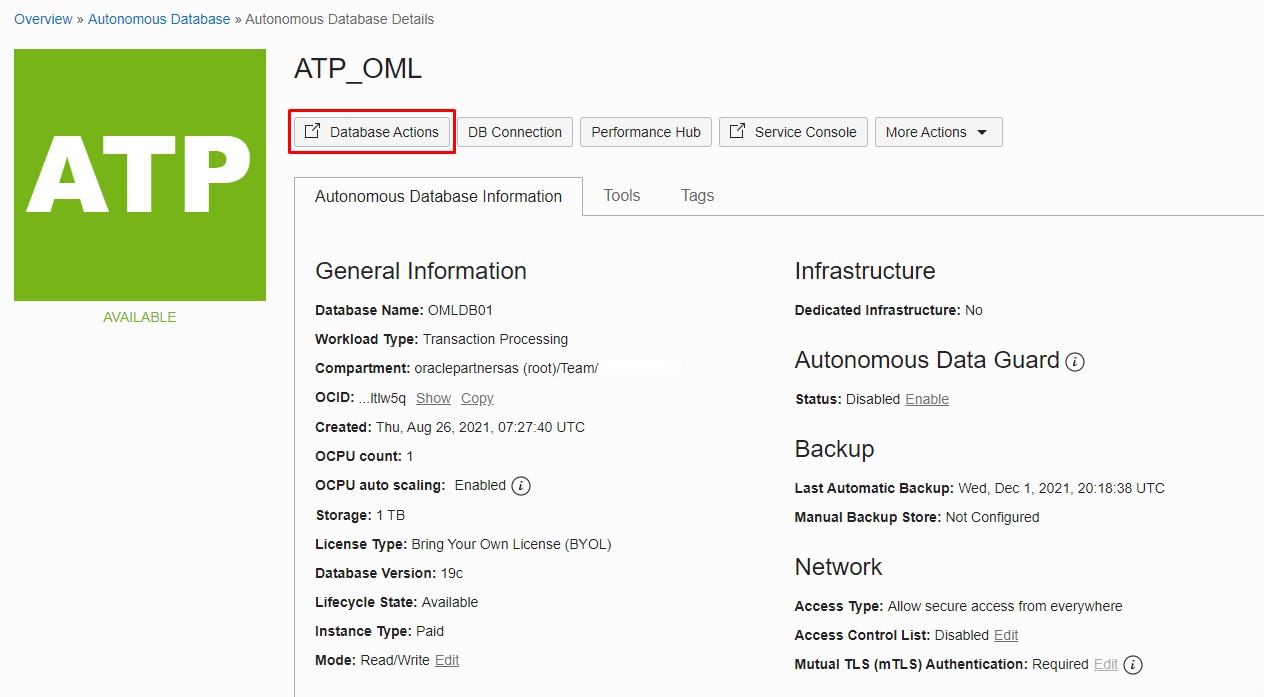 Overview » Autonomous Database » Autonomous Database Details
ATP
AVAILABLE
ATP_OML
Database Actions DB Connection Performance Hub Service Console More Actions
Autonomous Database Information Tools Tags
General Information
Database Name: OMLDB01
Workload Type: Transaction Processing
Compartment: oraclepartnersas (root)/Team/
OCID: ...ltlw5q Show Copy
Created: Thu, Aug 26, 2021, 07:27:40 UTC
OCPU count: 1
OCPU auto scaling: Enabled i
Storage: 1 TB
License Type: Bring Your Own License (BYOL)
Database Version: 19c
Lifecycle State: Available
Instance Type: Paid
Mode: Read/Write Edit
Infrastructure
Dedicated Infrastructure: No
Autonomous Data Guard i
Status: Disabled Enable
Backup
Last Automatic Backup: Wed, Dec 1, 2021, 20:18:38 UTC
Manual Backup Store: Not Configured
Network
Access Type: Allow secure access from everywhere
Access Control List: Disabled Edit
Mutual TLS (mTLS) Authentication: Required Edit i